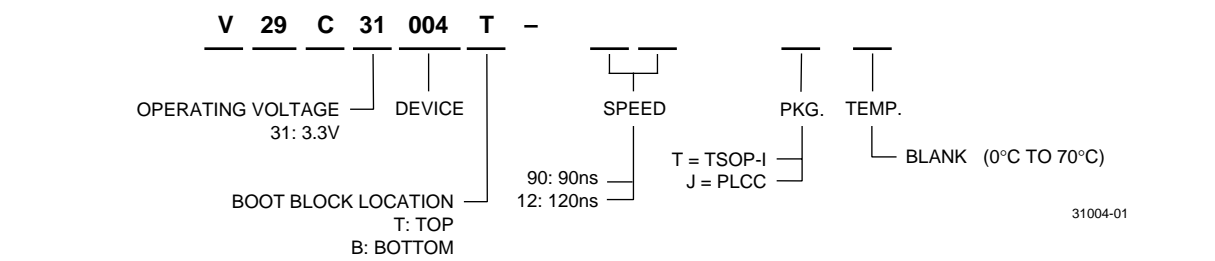 V 29 C 31 004 T –
OPERATING VOLTAGE
31: 3.3V
DEVICE
SPEED
PKG.
TEMP.
BLANK (0°C TO 70°C)
T = TSOP-I
J = PLCC
90: 90ns
12: 120ns
BOOT BLOCK LOCATION
T: TOP
B: BOTTOM
31004-01